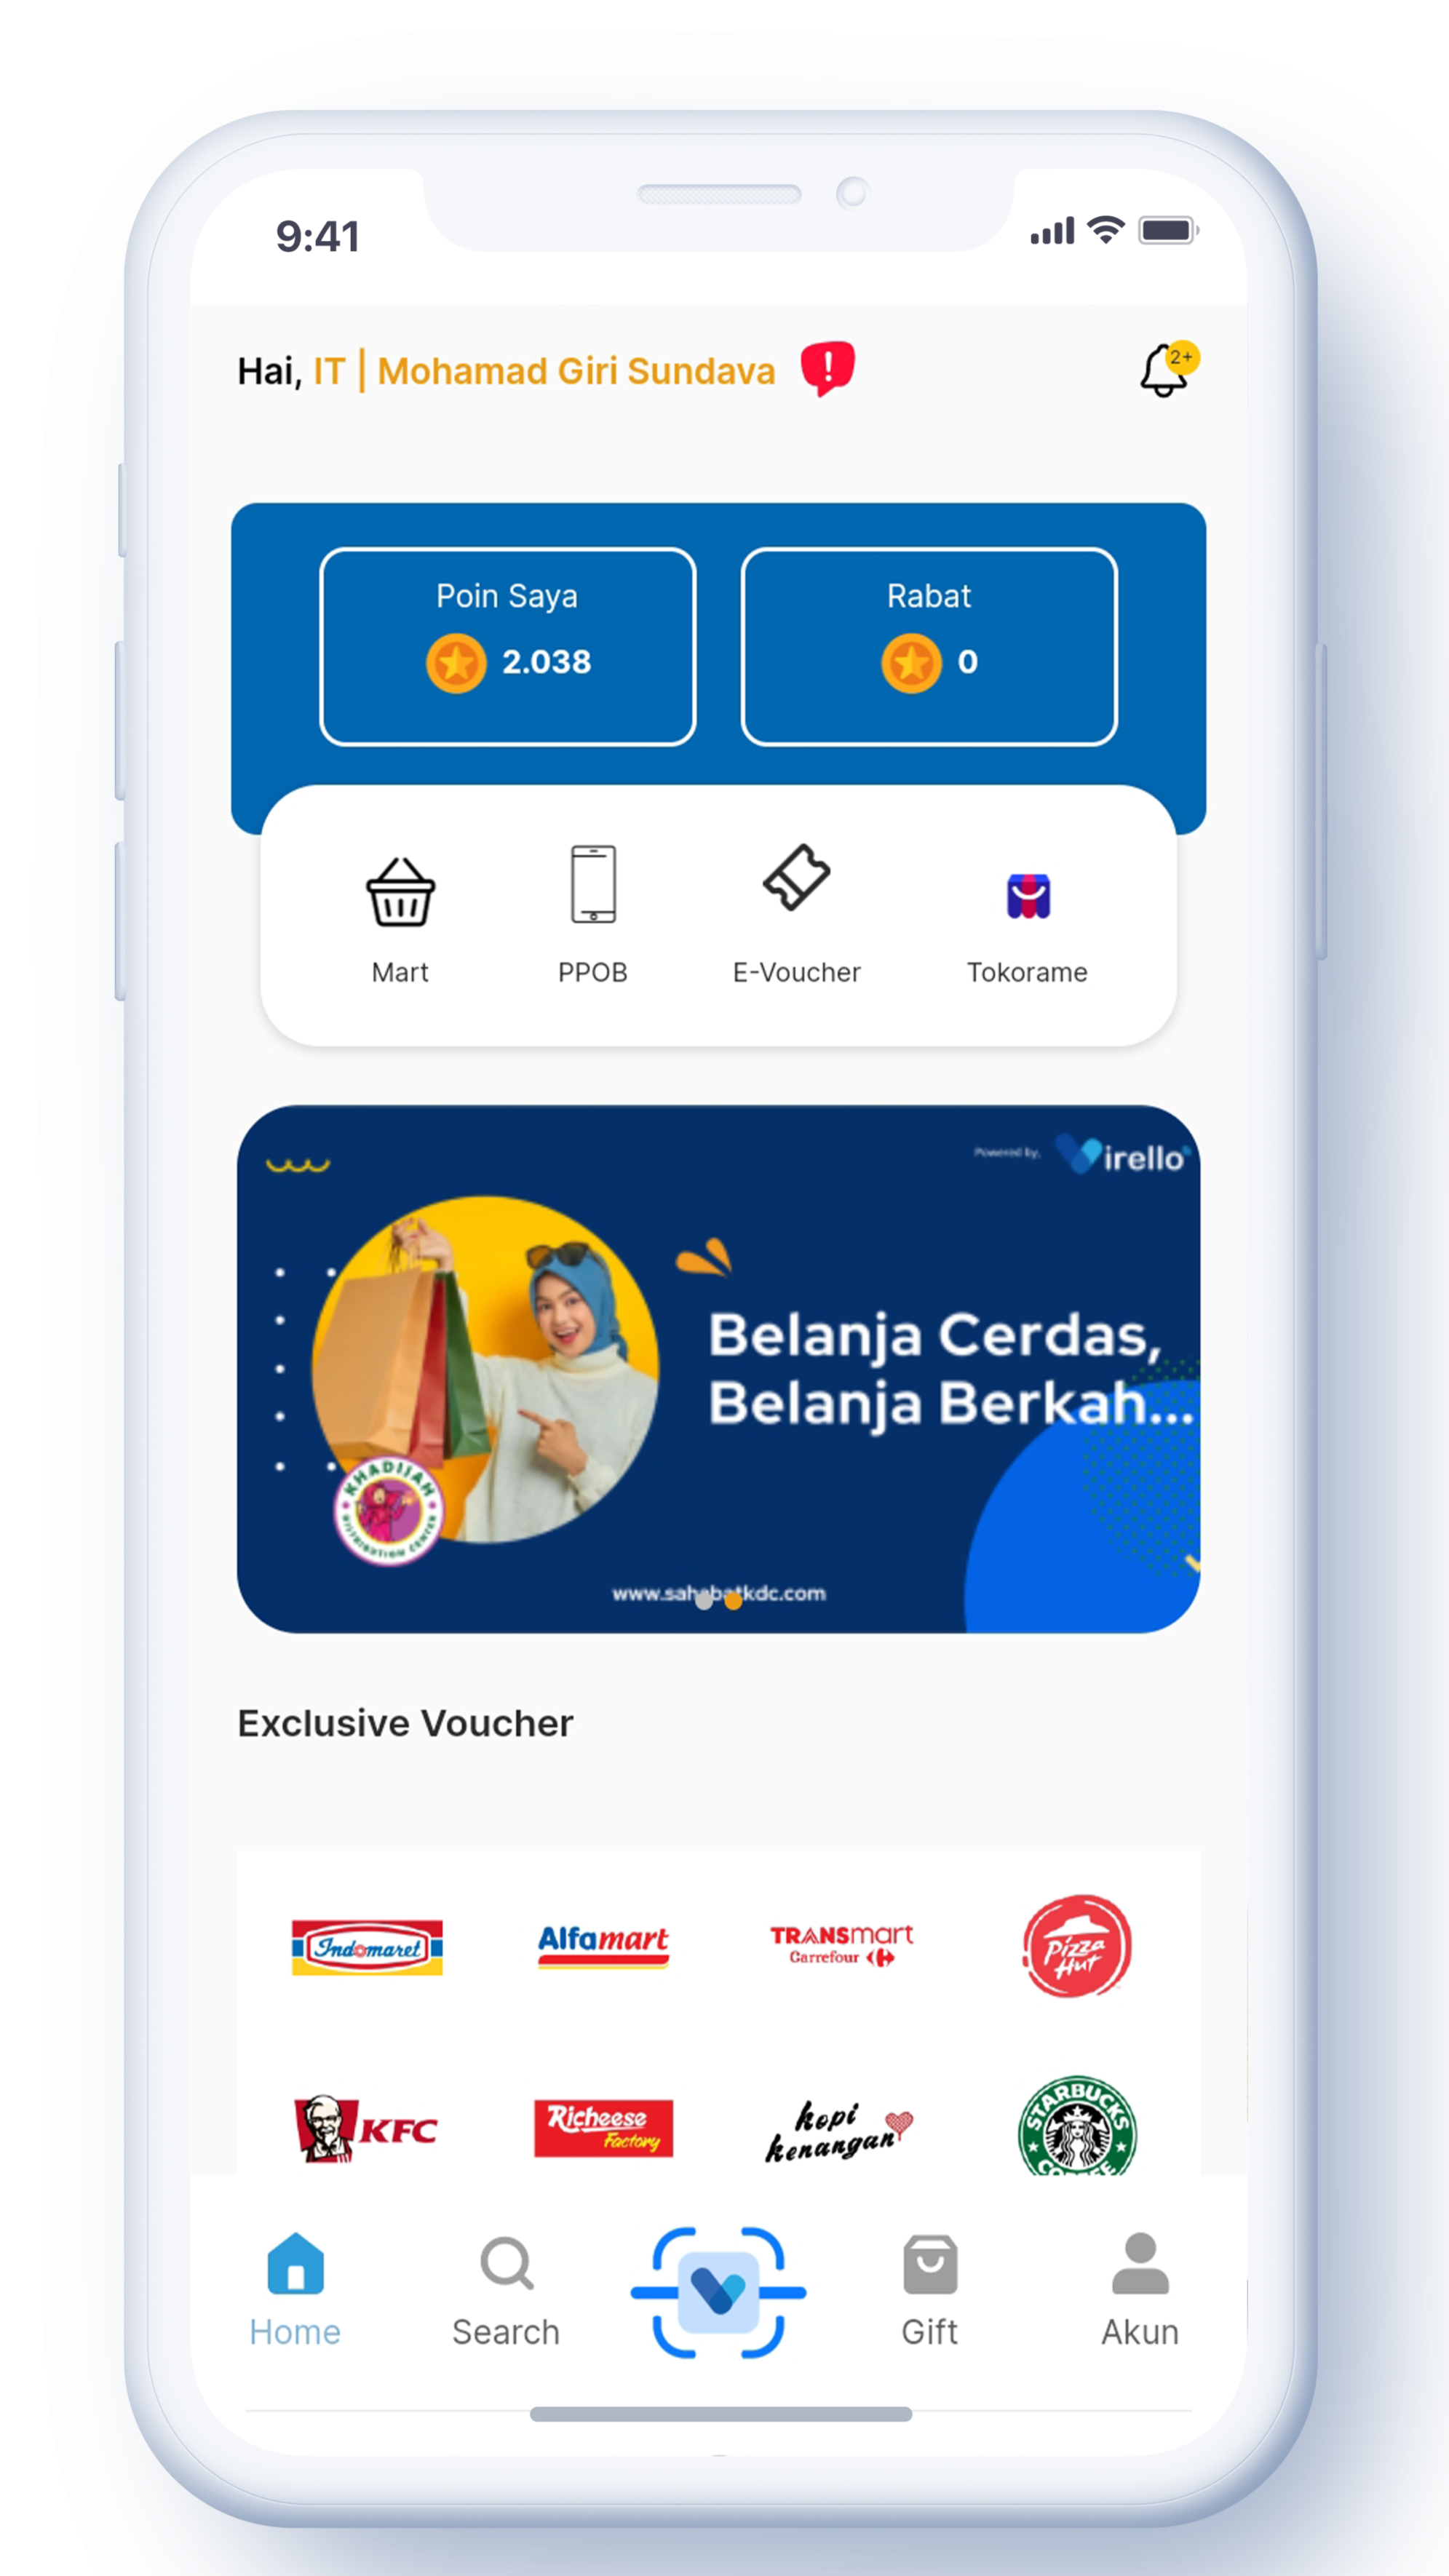 9:41
Hai, IT | Mohamad Giri Sundava
2+
Poin Saya
2.038
Rabat
0
Mart
PPOB
E-Voucher
Tokorame
Powered by,
Virello
Belanja Cerdas,
Belanja Berkah...
KHADIJAH
DISTRIBUTION CENTER
www.sahabatkdc.com
Exclusive Voucher
Indomaret
Alfamart
TRANSmart
Carrefour
Pizza
Hut
KFC
Richeese
Factory
kopi
kenangan
STARBUCKS
COFFEE
Home
Search
Gift
Akun